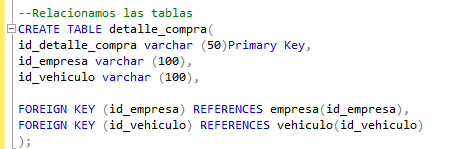 --Relacionamos las tablas
CREATE TABLE detalle_compra(
id_detalle_compra varchar (50)Primary Key,
id_empresa varchar (100),
id_vehiculo varchar (100),
FOREIGN KEY (id_empresa) REFERENCES empresa(id_empresa),
FOREIGN KEY (id_vehiculo) REFERENCES vehiculo(id_vehiculo)
);